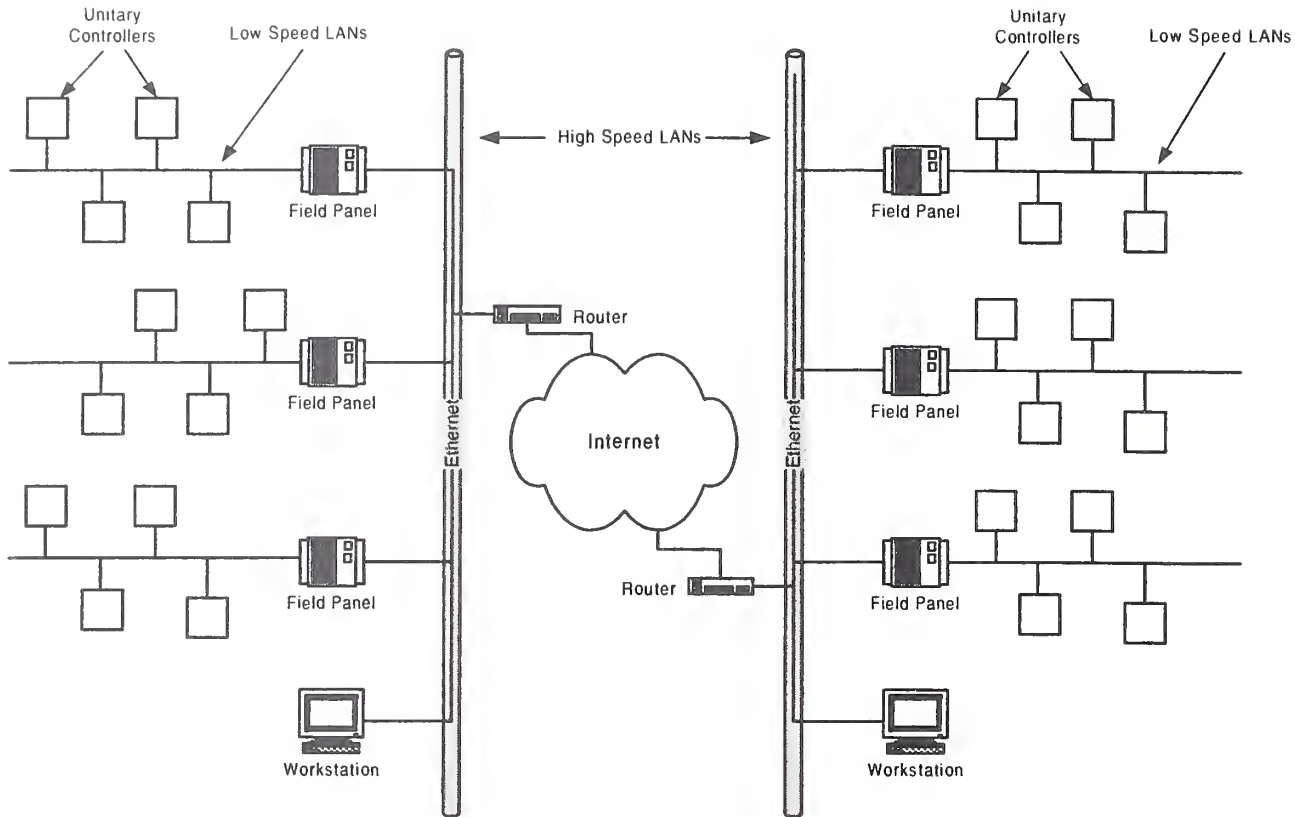 Unitary
Controllers
Low Speed LANs
Unitary
Controllers
Low Speed LANs
High Speed LANs
Field Panel
Field Panel
Router
Field Panel
Field Panel
Ethernet
Internet
Ethernet
Router
Field Panel
Field Panel
Workstation
Workstation